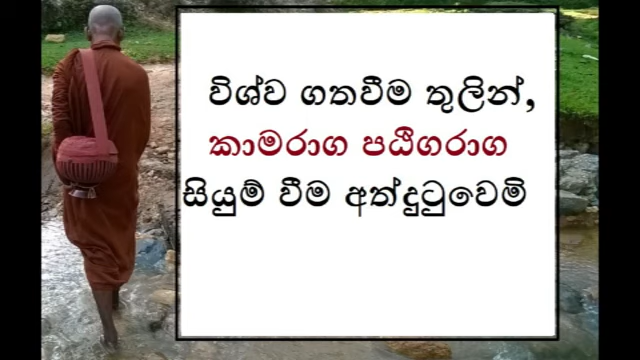 විශ්ව ගතවීම තුලින්,
කාමරාග පඨිගරාග
සියුම් වීම අත්දුටුවෙමි